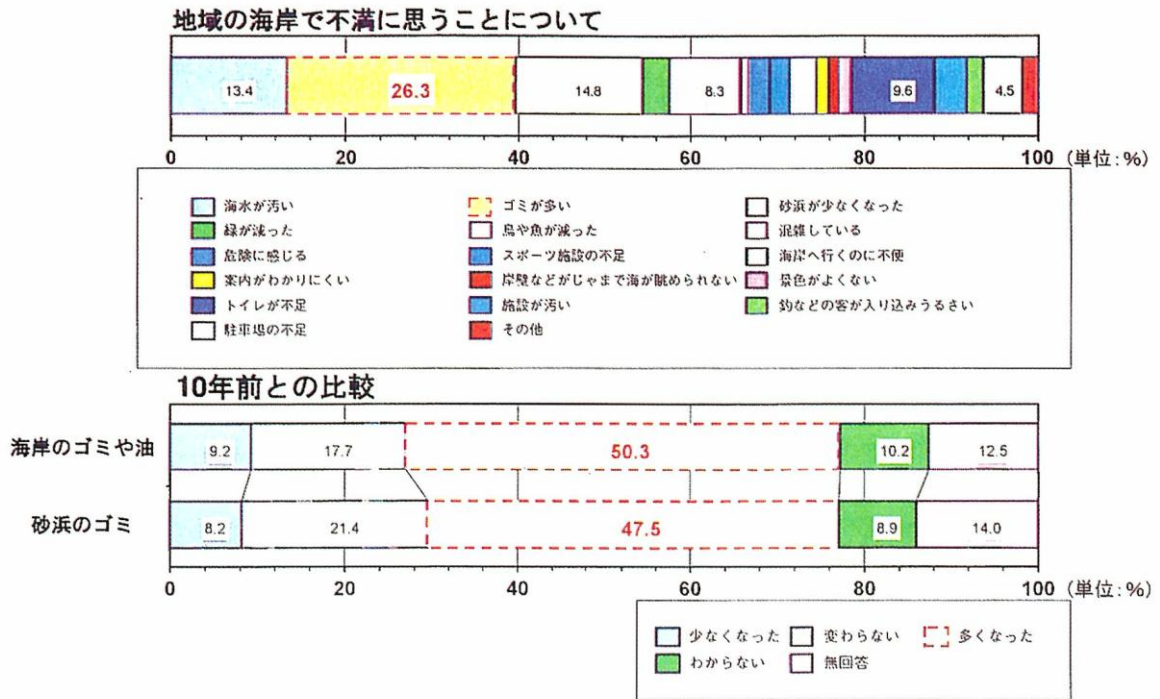 地域の海岸で不満に思うことについて
13.4 26.3 14.8 8.3 9.6 4.5
0 20 40 60 80 100 (単位:%)
海水が汚い ゴミが多い 砂浜が少なくなった
緑が減った 鳥や魚が減った 混雑している
危険に感じる スポーツ施設の不足 海岸へ行くのに不便
案内がわかりにくい 岸壁などがじゃまで海が眺められない 景色がよくない
トイレが不足 施設が汚い 釣などの客が入り込みうるさい
駐車場の不足 その他
10年前との比較
海岸のゴミや油 9.2 17.7 50.3 10.2 12.5
砂浜のゴミ 8.2 21.4 47.5 8.9 14.0
0 20 40 60 80 100 (単位:%)
少なくなった 変わらない 多くなった
わからない 無回答